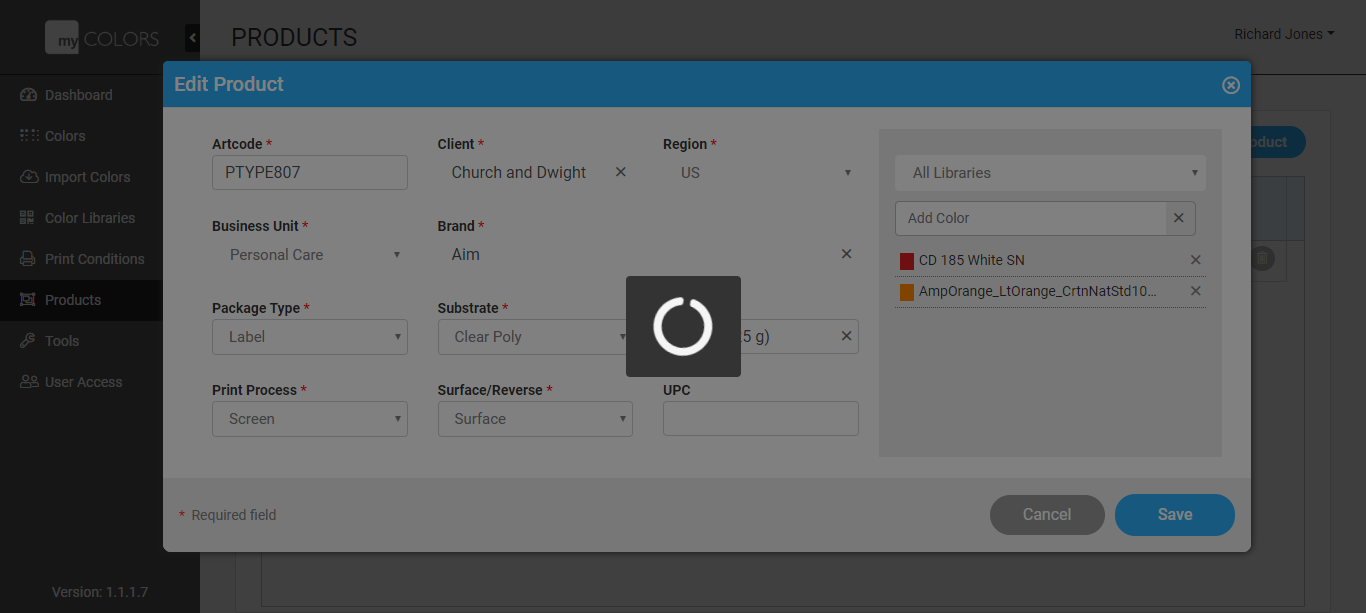 my COLORS
PRODUCTS
Richard Jones
Dashboard
Colors
Import Colors
Color Libraries
Print Conditions
Products
Tools
User Access
Version: 1.1.1.7
Edit Product
Artcode *
PTYPE807
Client *
Church and Dwight
Region *
US
Business Unit *
Personal Care
Brand *
Aim
Package Type *
Label
Substrate *
Clear Poly
5 g)
Print Process *
Screen
Surface/Reverse *
Surface
UPC
All Libraries
Add Color
CD 185 White SN
AmpOrange_LtOrange_CrtnNatStd10...
* Required field
Cancel
Save